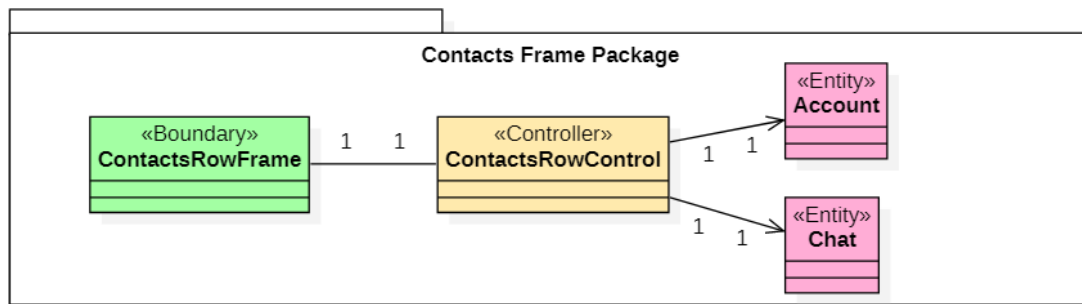 Contacts Frame Package
«Boundary»
ContactsRowFrame
1 1
«Controller»
ContactsRowControl
1 1
«Entity»
Account
1 1
«Entity»
Chat